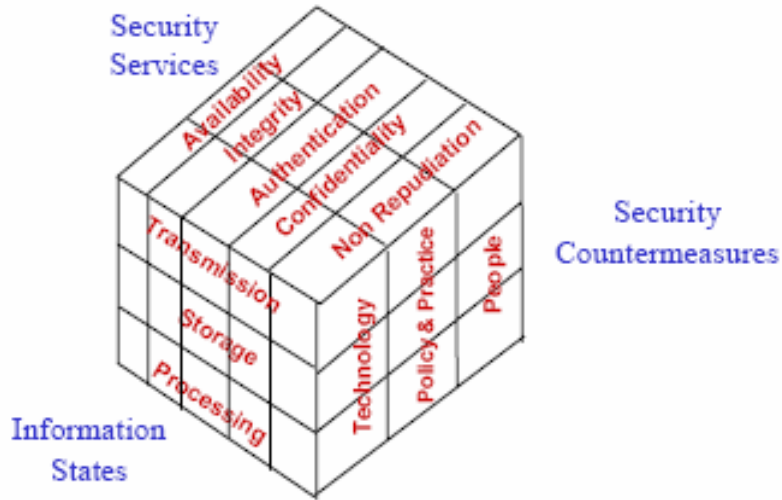 Security
Services
Availability
Integrity
Authentication
Confidentiality
Non Repudiation
Transmission
Storage
Processing
Technology
Policy & Practice
People
Security
Countermeasures
Information
States